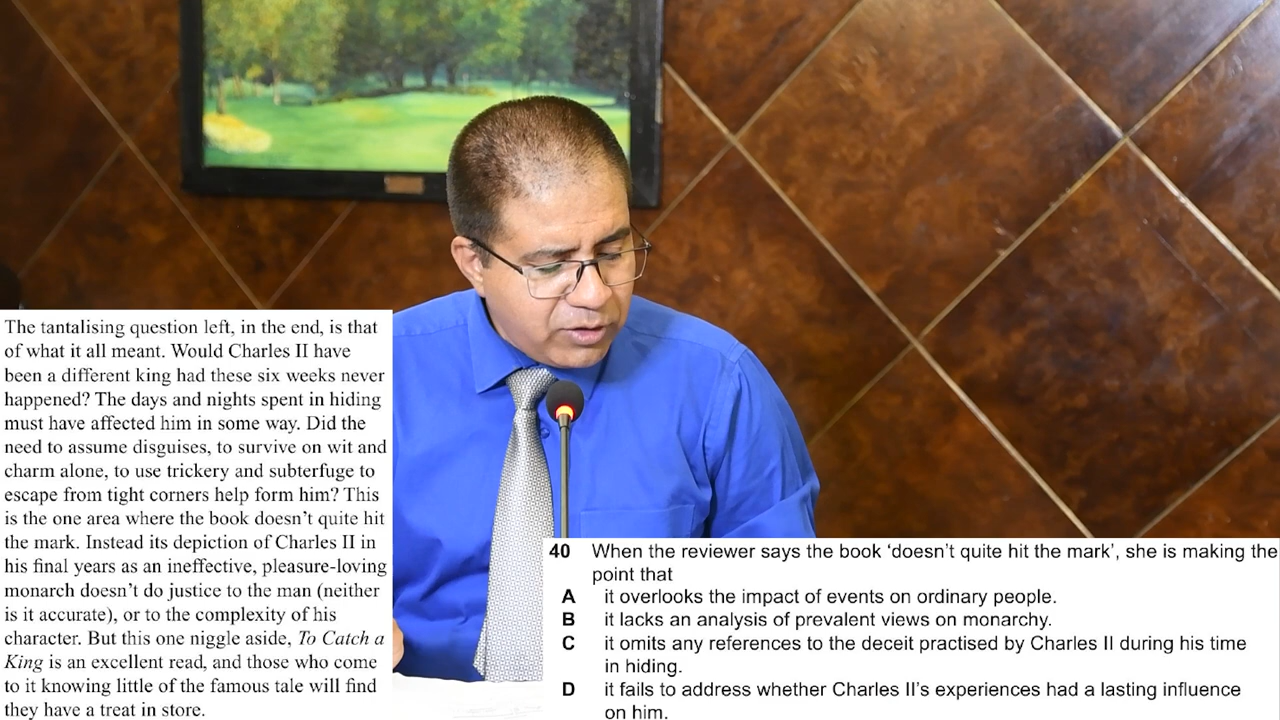 The tantalising question left, in the end, is that
of what it all meant. Would Charles II have
been a different king had these six weeks never
happened? The days and nights spent in hiding
must have affected him in some way. Did the
need to assume disguises, to survive on wit and
charm alone, to use trickery and subterfuge to
escape from tight corners help form him? This
is the one area where the book doesn’t quite hit
the mark. Instead its depiction of Charles II in
his final years as an ineffective, pleasure-loving
monarch doesn’t do justice to the man (neither
is it accurate), or to the complexity of his
character. But this one niggle aside, To Catch a
King is an excellent read, and those who come
to it knowing little of the famous tale will find
they have a treat in store.
40 When the reviewer says the book ‘doesn’t quite hit the mark’, she is making the
point that
A it overlooks the impact of events on ordinary people.
B it lacks an analysis of prevalent views on monarchy.
C it omits any references to the deceit practised by Charles II during his time
in hiding.
D it fails to address whether Charles II’s experiences had a lasting influence
on him.